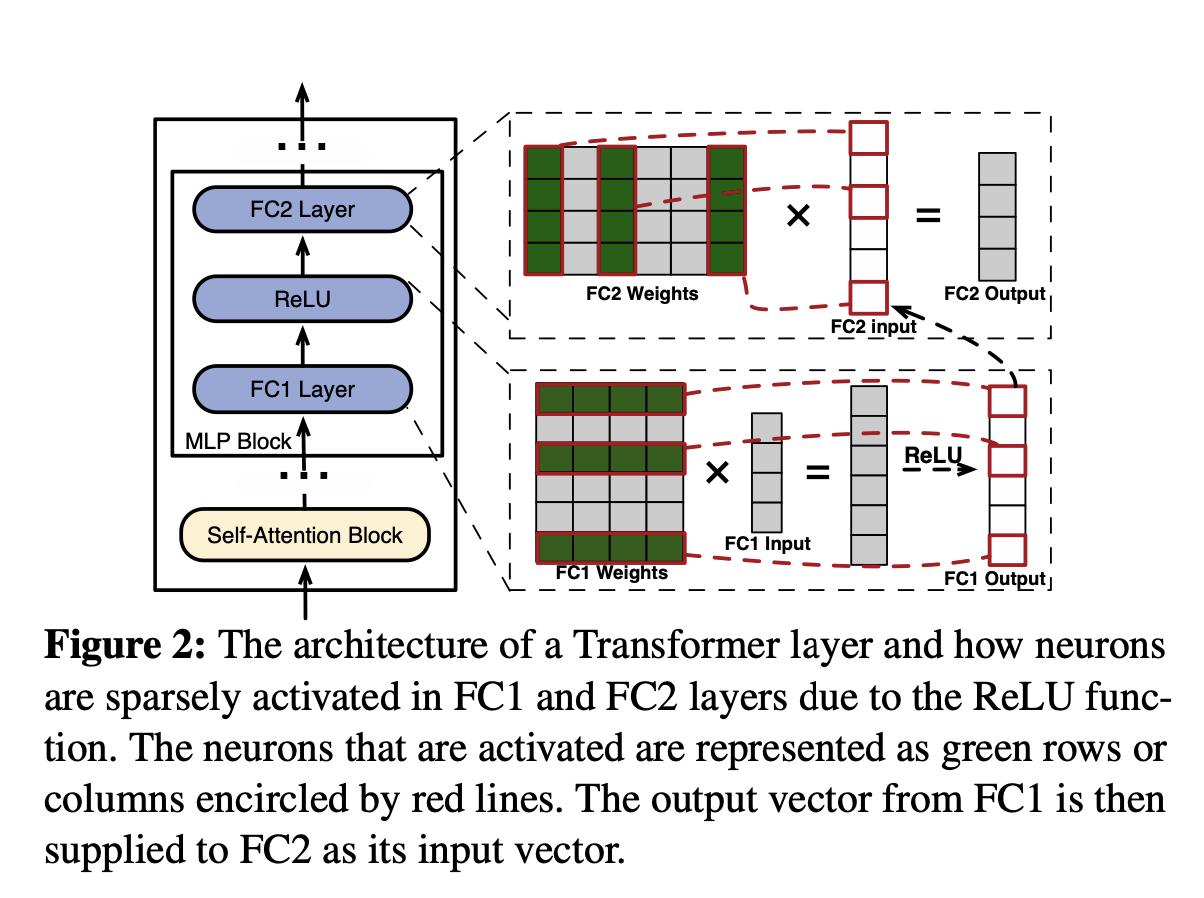 ...
FC2 Layer
ReLU
FC1 Layer
MLP Block
...
Self-Attention Block
×
=
FC2 Weights
FC2 input
FC2 Output
×
=
ReLU
FC1 Input
FC1 Weights
FC1 Output
Figure 2: The architecture of a Transformer layer and how neurons
are sparsely activated in FC1 and FC2 layers due to the ReLU func-
tion. The neurons that are activated are represented as green rows or
columns encircled by red lines. The output vector from FC1 is then
supplied to FC2 as its input vector.